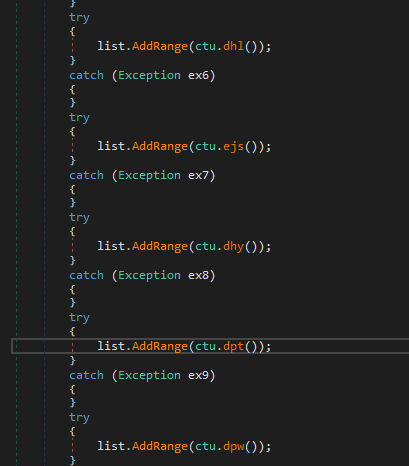 }
try
{
list.AddRange(ctu.dhl());
}
catch (Exception ex6)
{
}
try
{
list.AddRange(ctu.ejs());
}
catch (Exception ex7)
{
}
try
{
list.AddRange(ctu.dhy());
}
catch (Exception ex8)
{
}
try
{
list.AddRange(ctu.dpt());
}
catch (Exception ex9)
{
}
try
{
list.AddRange(ctu.dpw());
}